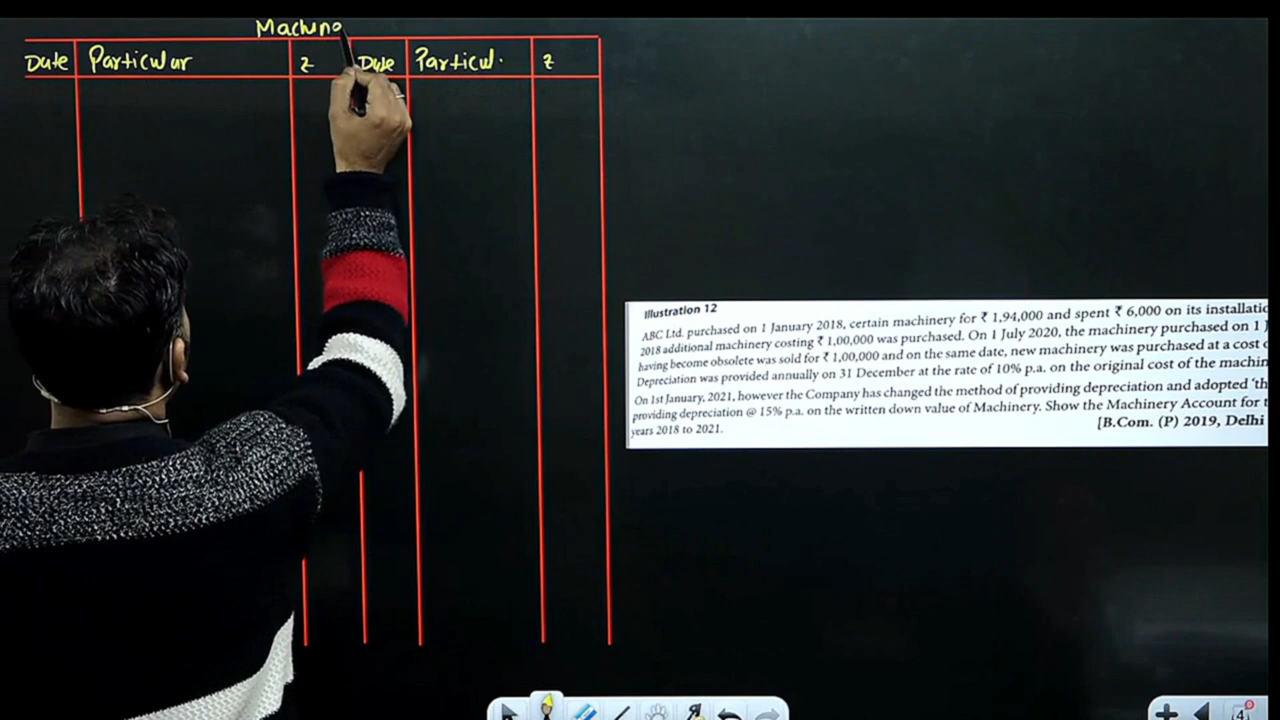 Machine
Date Particular ₹ Date Particul. ₹
Illustration 12
ABC Ltd. purchased on 1 January 2018, certain machinery for ₹ 1,94,000 and spent ₹ 6,000 on its installatio
2018 additional machinery costing ₹ 1,00,000 was purchased. On 1 July 2020, the machinery purchased on 1 J
having become obsolete was sold for ₹ 1,00,000 and on the same date, new machinery was purchased at a cost o
Depreciation was provided annually on 31 December at the rate of 10% p.a. on the original cost of the machin
On 1st January, 2021, however the Company has changed the method of providing depreciation and adopted 'th
providing depreciation @ 15% p.a. on the written down value of Machinery. Show the Machinery Account for t
years 2018 to 2021.
[B.Com. (P) 2019, Delhi
4